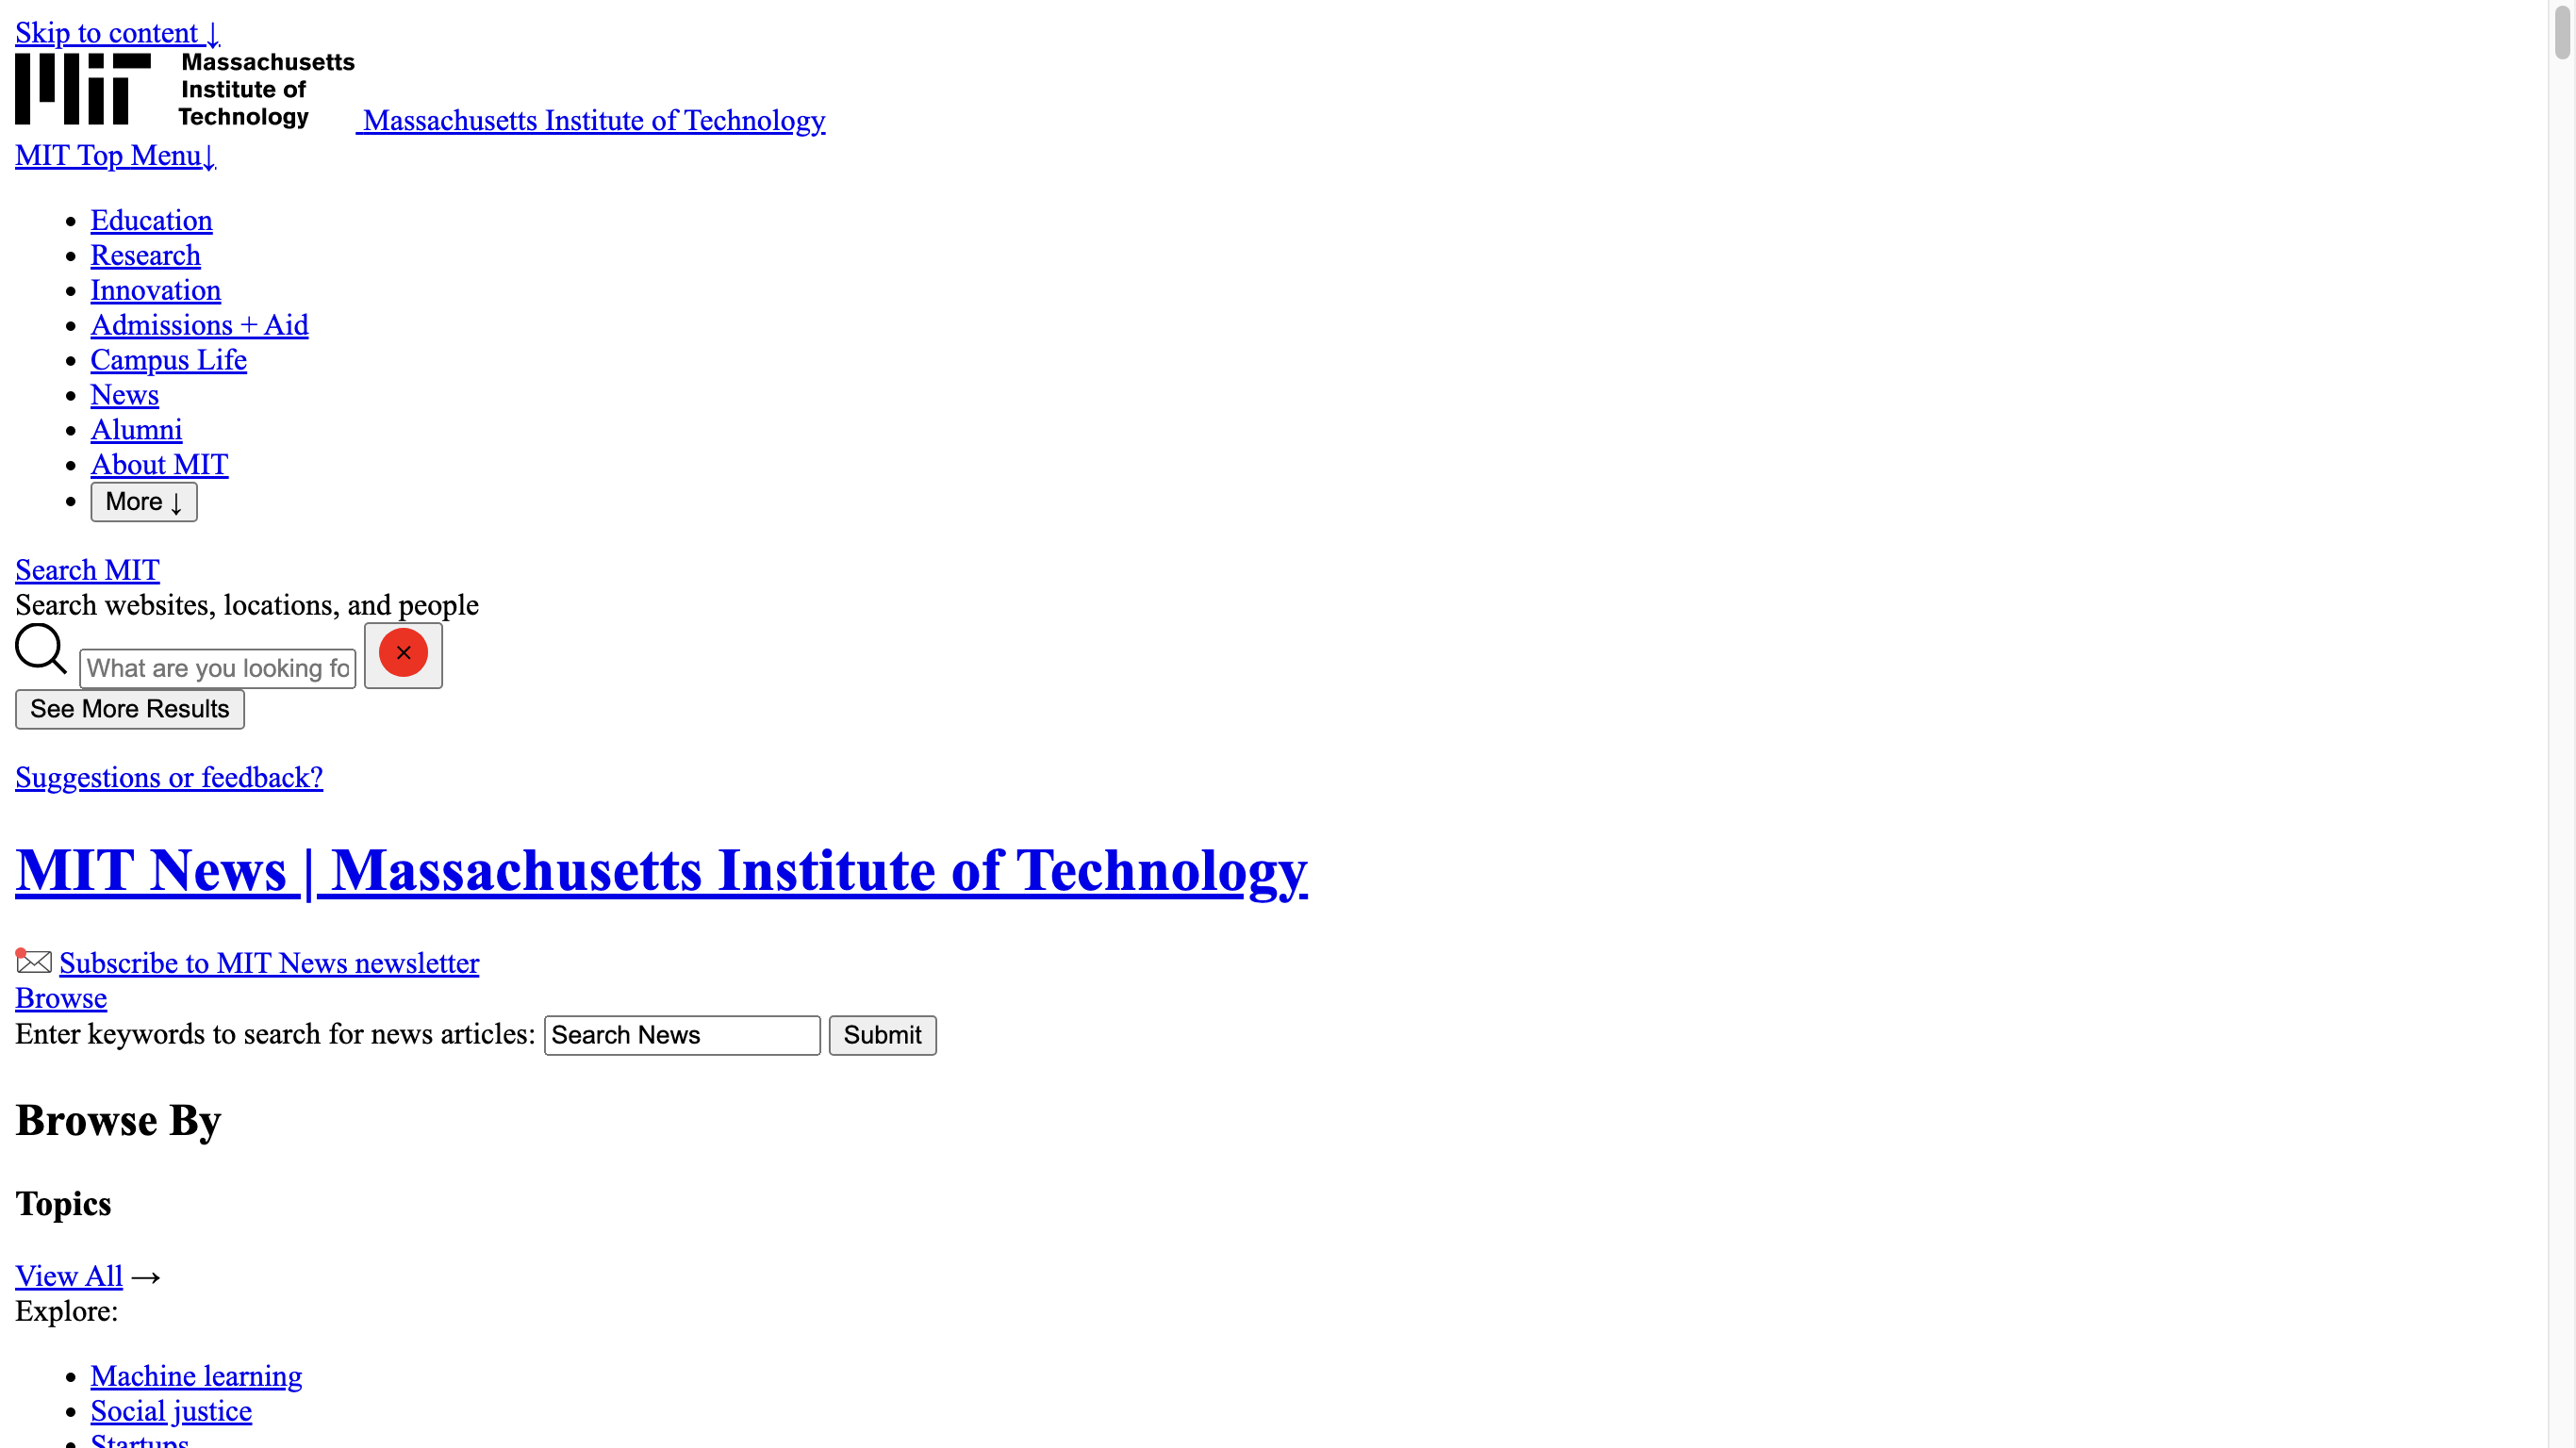 Skip to content ↓
Massachusetts
Institute of
Technology
Massachusetts Institute of Technology
MIT Top Menu↓
Education
Research
Innovation
Admissions + Aid
Campus Life
News
Alumni
About MIT
More ↓
Search MIT
Search websites, locations, and people
What are you looking fo
×
See More Results
Suggestions or feedback?
MIT News | Massachusetts Institute of Technology
Subscribe to MIT News newsletter
Browse
Enter keywords to search for news articles: Search News Submit
Browse By
Topics
View All →
Explore:
Machine learning
Social justice
Startups